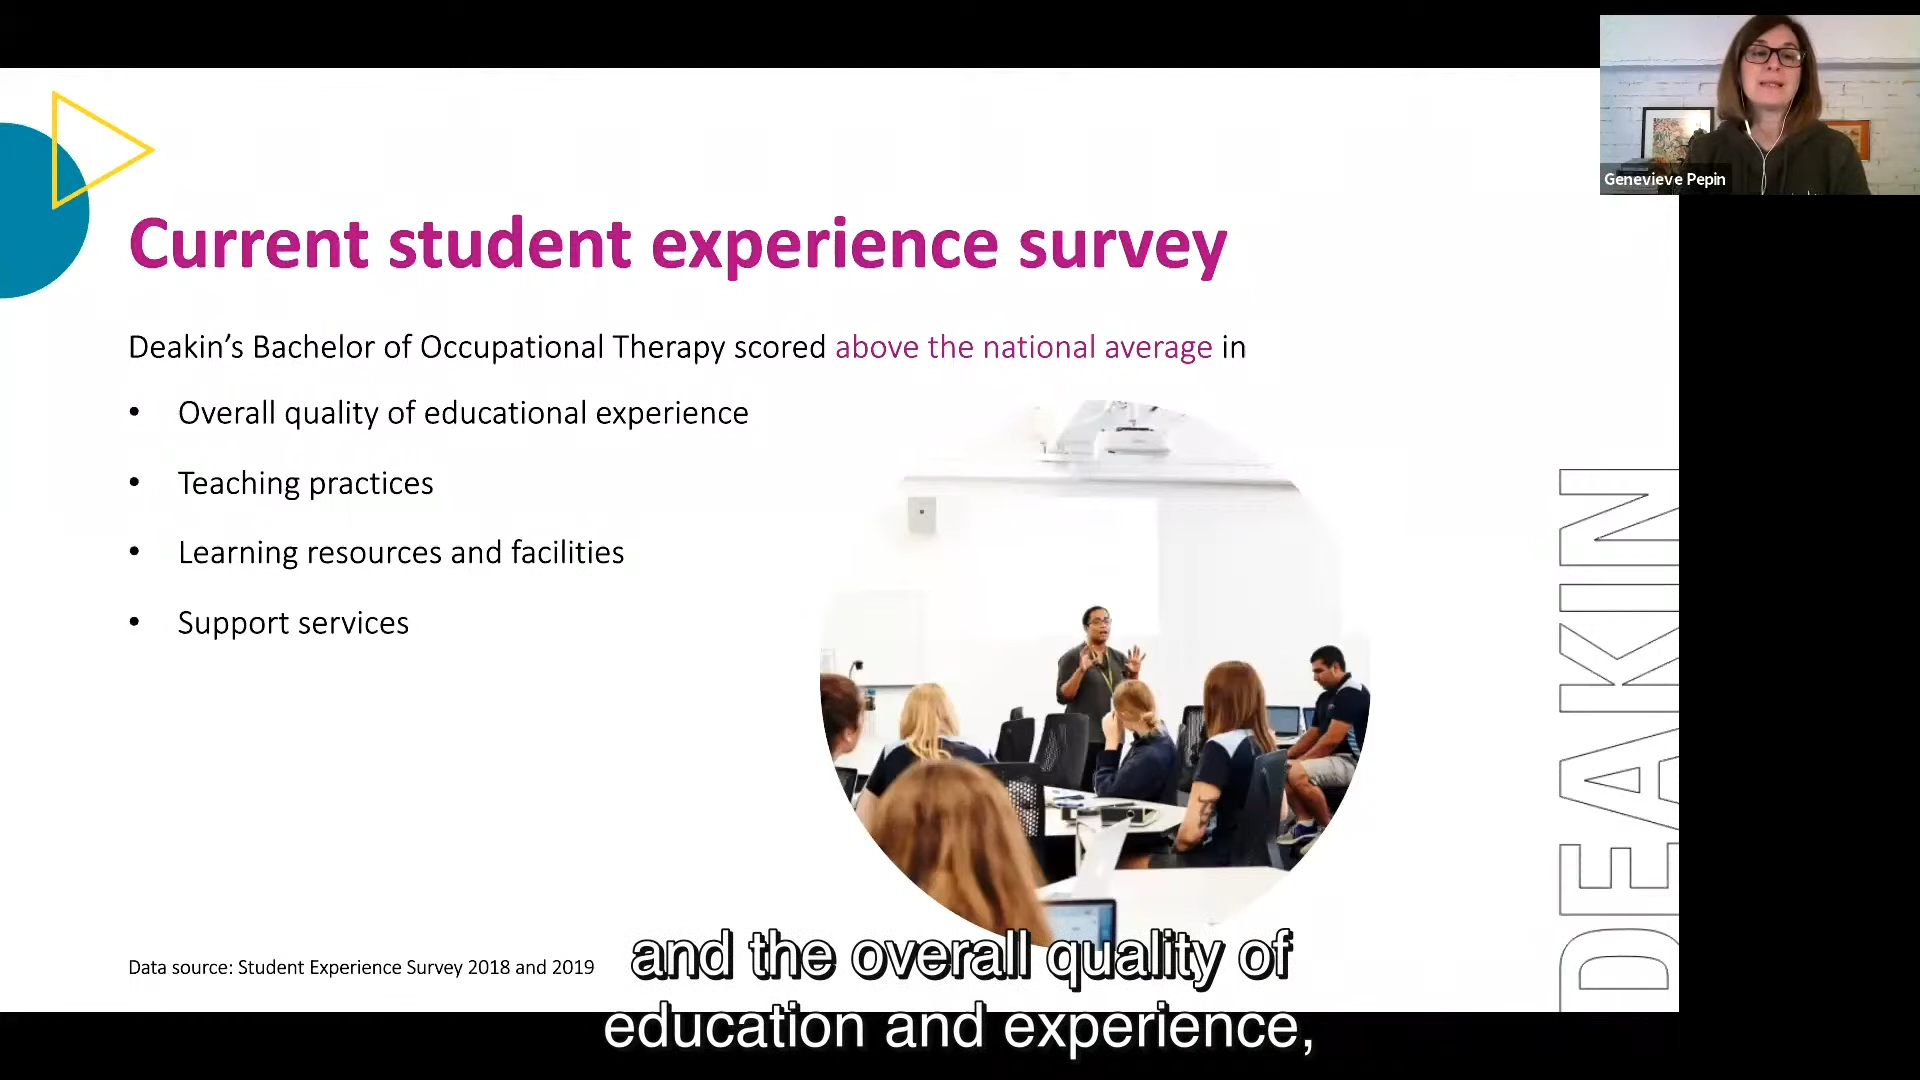 Genevieve Pepin
Current student experience survey
Deakin’s Bachelor of Occupational Therapy scored above the national average in
• Overall quality of educational experience
• Teaching practices
• Learning resources and facilities
• Support services
DEAKIN
Data source: Student Experience Survey 2018 and 2019
and the overall quality of
education and experience,